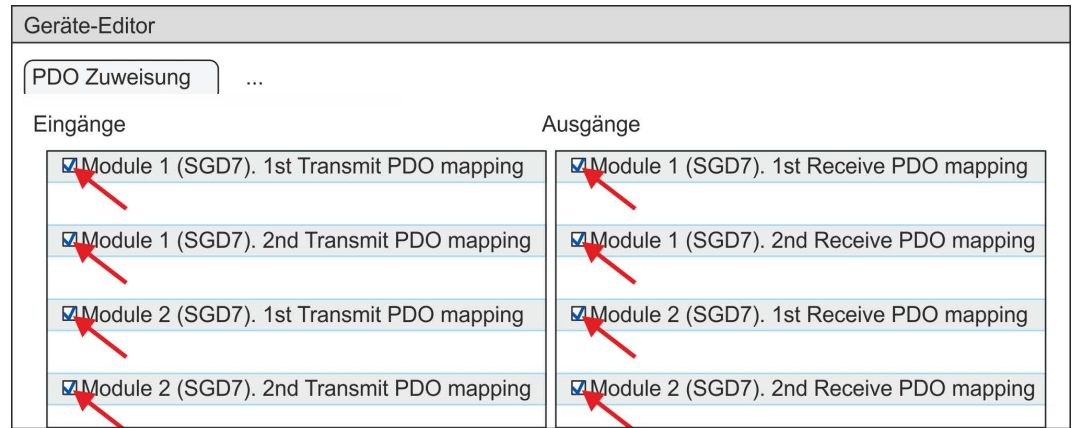 Geräte-Editor
PDO Zuweisung ...
Eingänge
Module 1 (SGD7). 1st Transmit PDO mapping
Module 1 (SGD7). 2nd Transmit PDO mapping
Module 2 (SGD7). 1st Transmit PDO mapping
Module 2 (SGD7). 2nd Transmit PDO mapping
Ausgänge
Module 1 (SGD7). 1st Receive PDO mapping
Module 1 (SGD7). 2nd Receive PDO mapping
Module 2 (SGD7). 1st Receive PDO mapping
Module 2 (SGD7). 2nd Receive PDO mapping